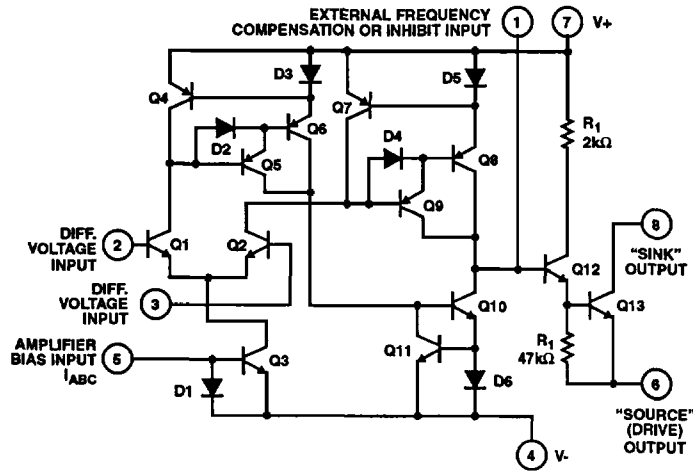 EXTERNAL FREQUENCY
COMPENSATION OR INHIBIT INPUT
1
7
V+
D3
D5
Q4
Q6
Q7
D2
D4
Q5
Q8
Q9
R1
2kΩ
DIFF.
VOLTAGE
INPUT
2
Q1
Q2
8
"SINK"
OUTPUT
Q12
DIFF.
VOLTAGE
INPUT
3
Q10
Q13
AMPLIFIER
BIAS INPUT
IABC
5
Q3
Q11
R1
47kΩ
D1
D6
6
"SOURCE"
(DRIVE)
OUTPUT
4
V-